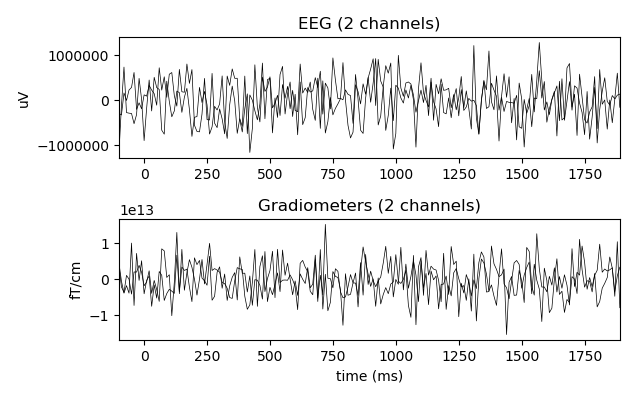 EEG (2 channels)
1000000
0
−1000000
uV
0 250 500 750 1000 1250 1500 1750
1e13
Gradiometers (2 channels)
1
0
−1
fT/cm
0 250 500 750 1000 1250 1500 1750
time (ms)